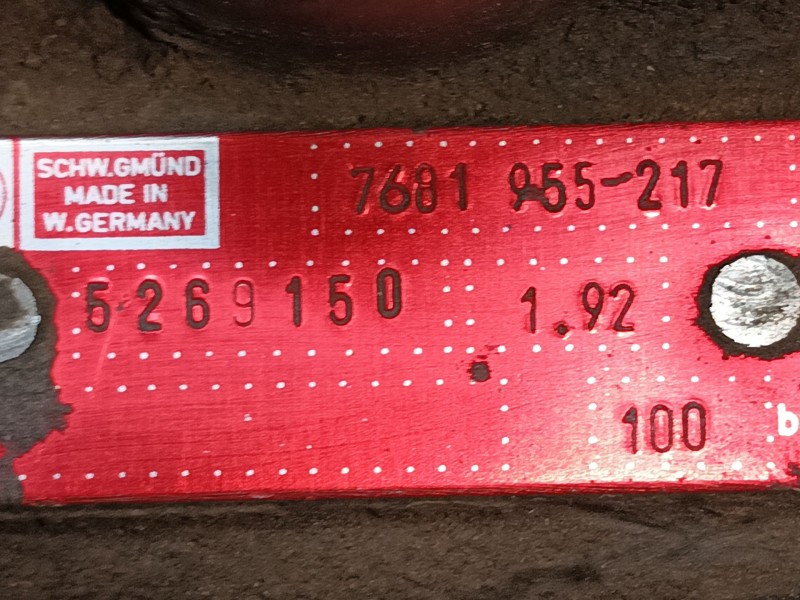 SCHW.GMÜND
MADE IN
W.GERMANY
7681 955-217
5269150
1.92
100
b